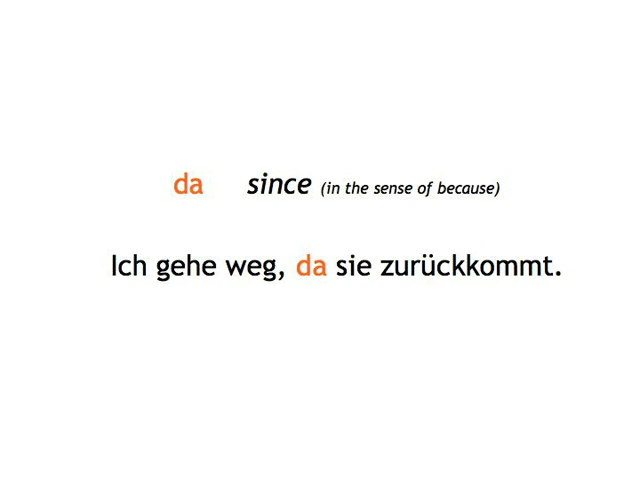 da since (in the sense of because)
Ich gehe weg, da sie zurückkommt.